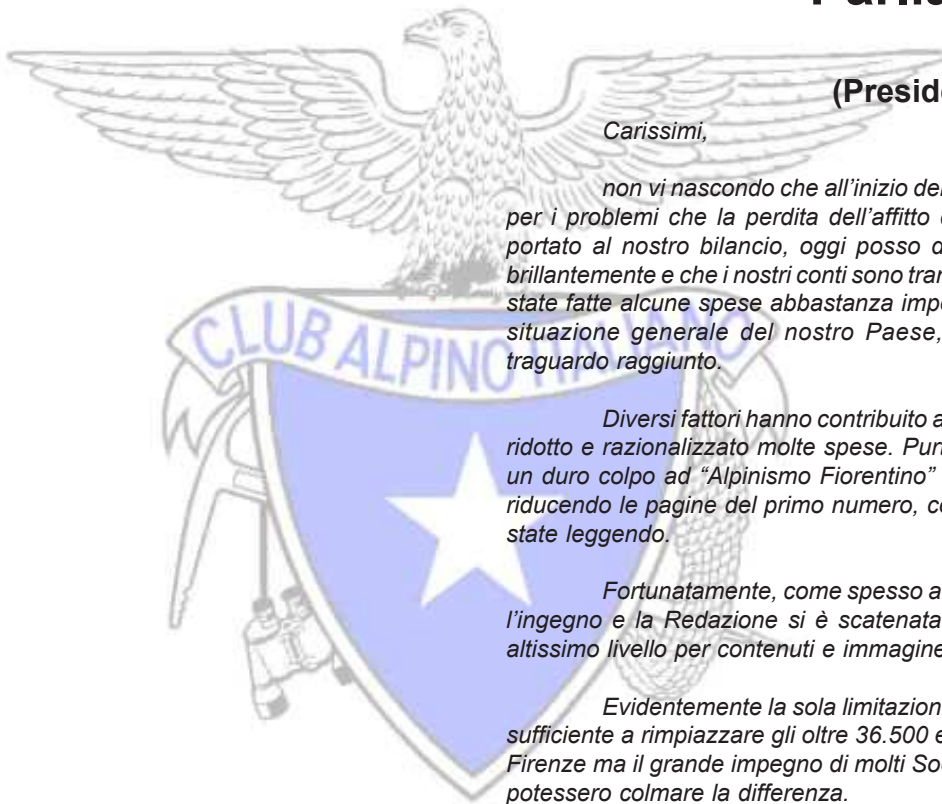 (Presid
Carissimi,
non vi nascondo che all’inizio del
per i problemi che la perdita dell’affitto
portato al nostro bilancio, oggi posso d
brillantemente e che i nostri conti sono tran
state fatte alcune spese abbastanza imp
situazione generale del nostro Paese,
traguardo raggiunto.
CLUB ALPINO ITALIANO
Diversi fattori hanno contribuito a
ridotto e razionalizzato molte spese. Pur
un duro colpo ad “Alpinismo Fiorentino”
riducendo le pagine del primo numero, c
state leggendo.
Fortunatamente, come spesso a
l’ingegno e la Redazione si è scatenata
altissimo livello per contenuti e immagine
Evidentemente la sola limitazion
sufficiente a rimpiazzare gli oltre 36.500 e
Firenze ma il grande impegno di molti So
potessero colmare la differenza.